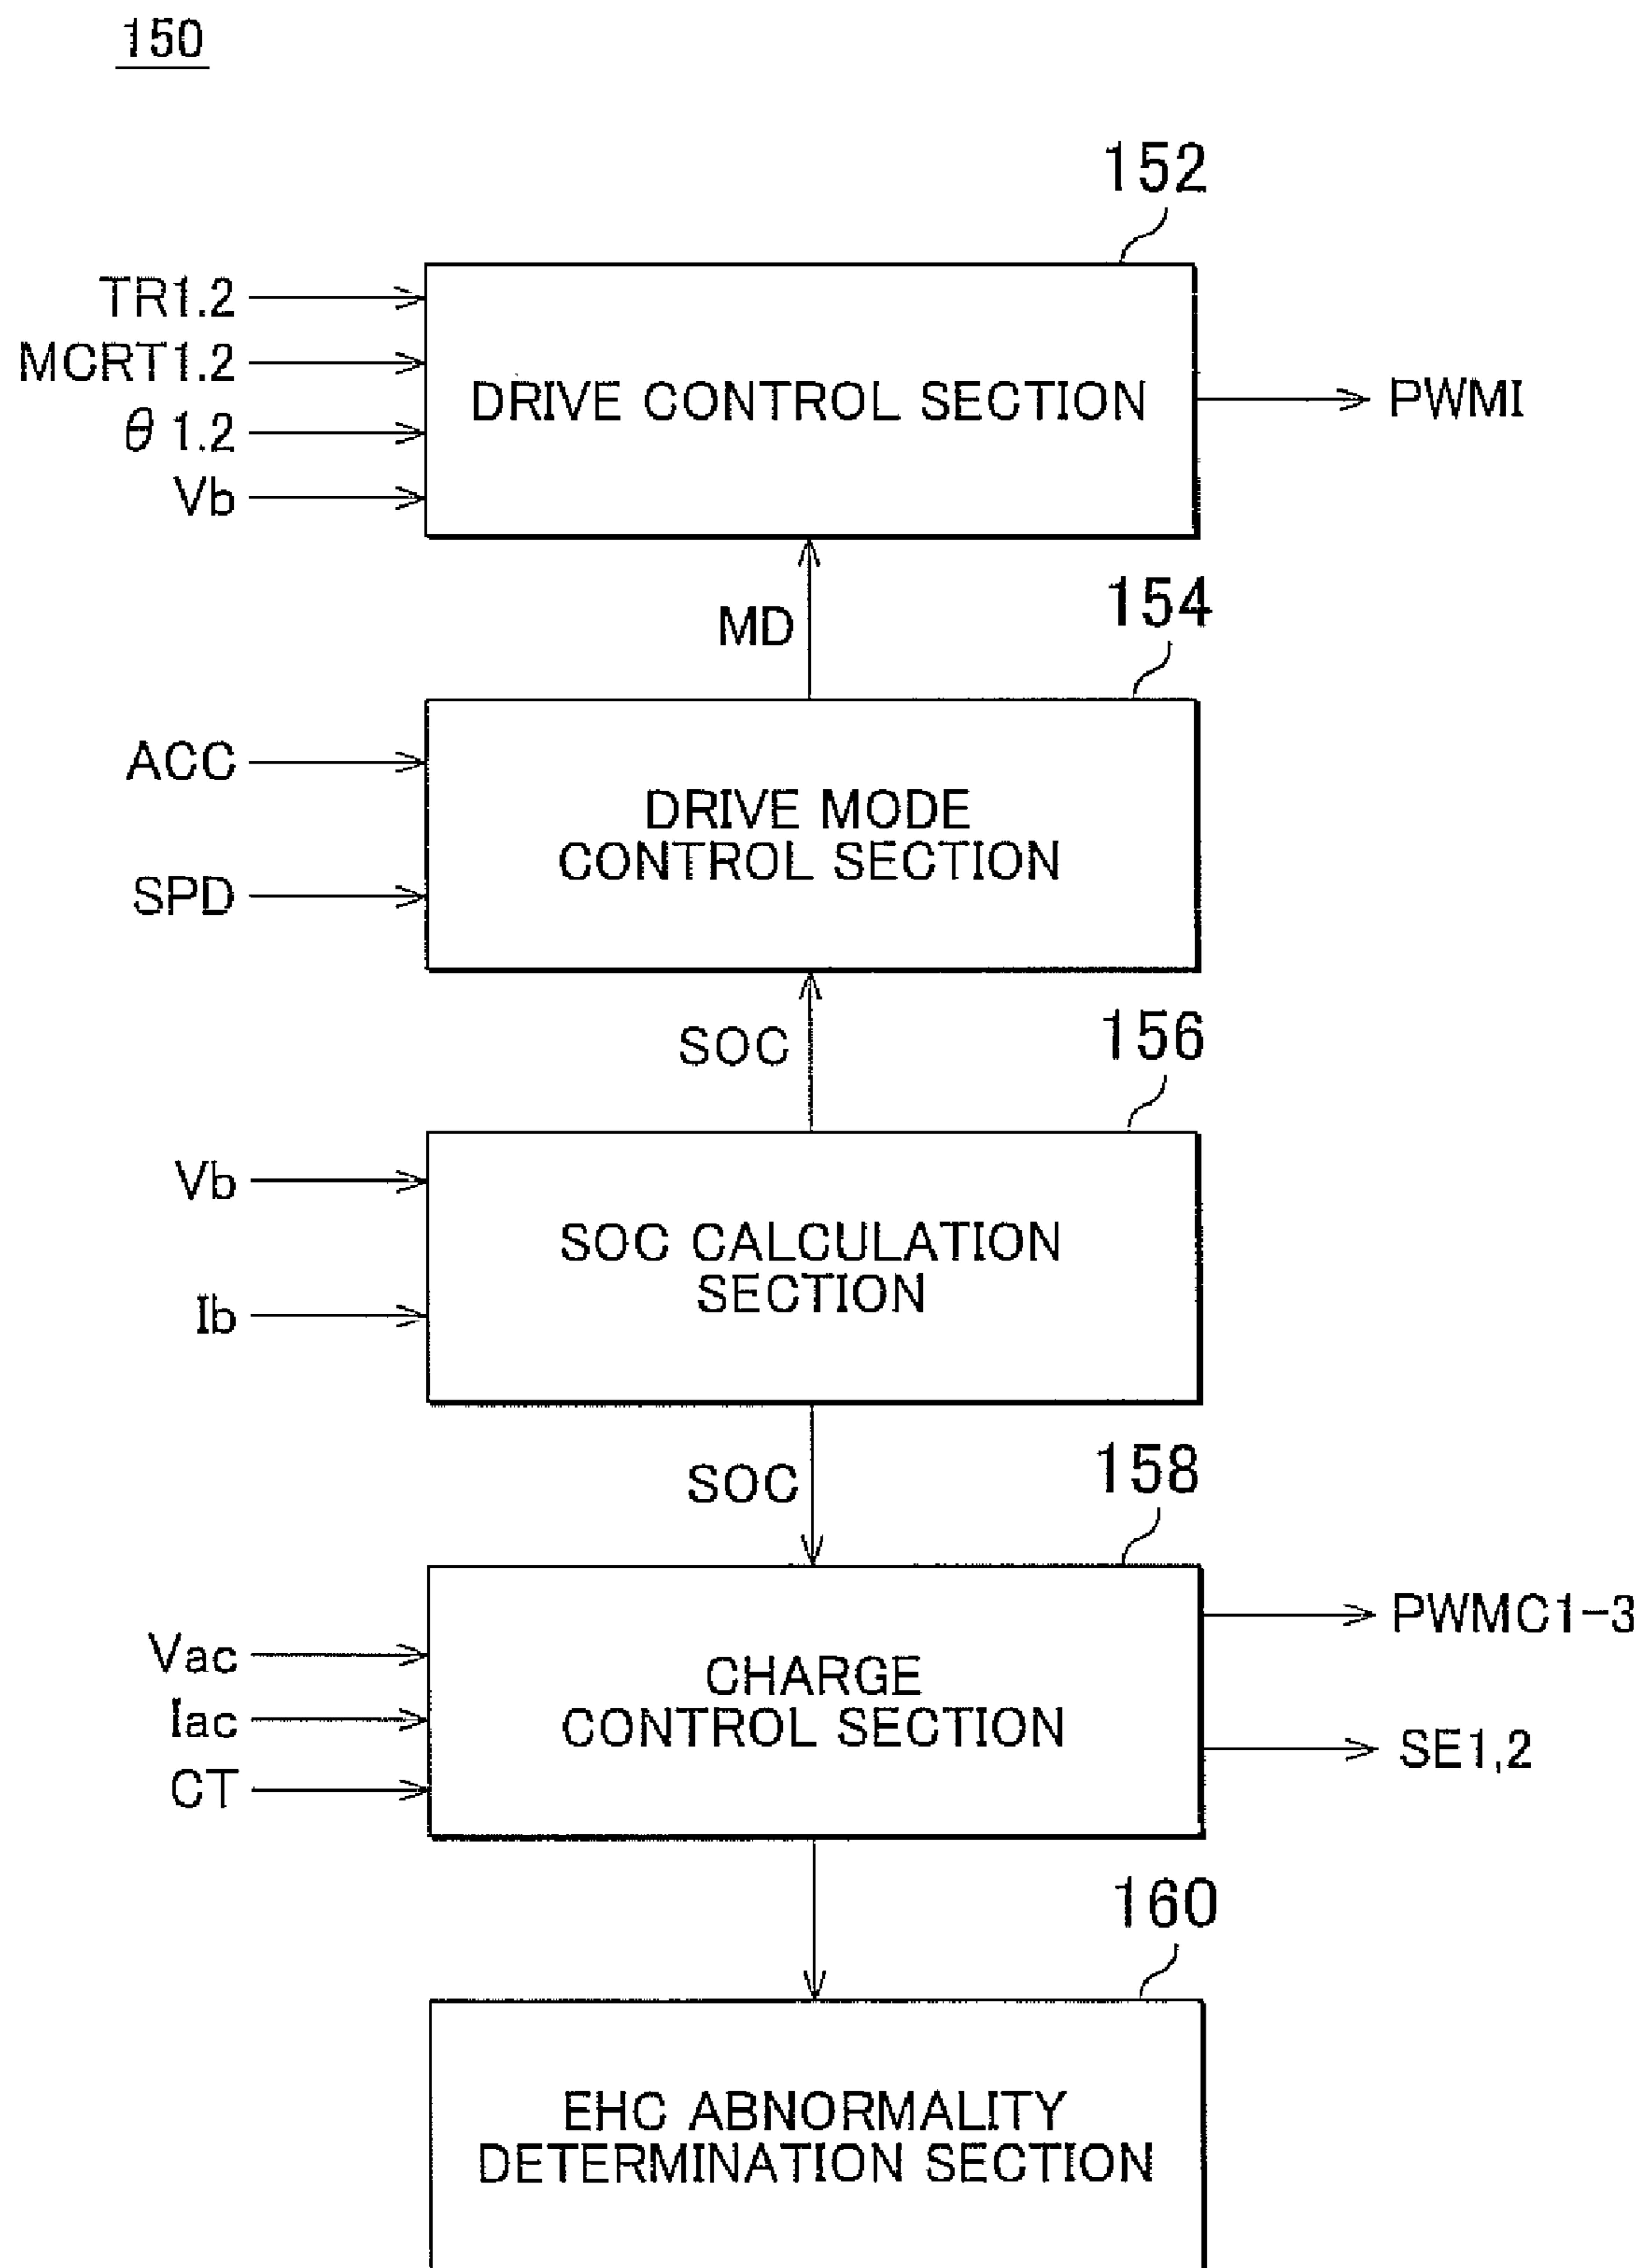 150
152
TR1.2
MCRT1.2
θ 1.2
Vb
DRIVE CONTROL SECTION
PWMI
MD
154
ACC
SPD
DRIVE MODE
CONTROL SECTION
SOC
156
Vb
Ib
SOC CALCULATION
SECTION
SOC
158
Vac
Iac
CT
CHARGE
CONTROL SECTION
PWMC1-3
SE1,2
160
EHC ABNORMALITY
DETERMINATION SECTION